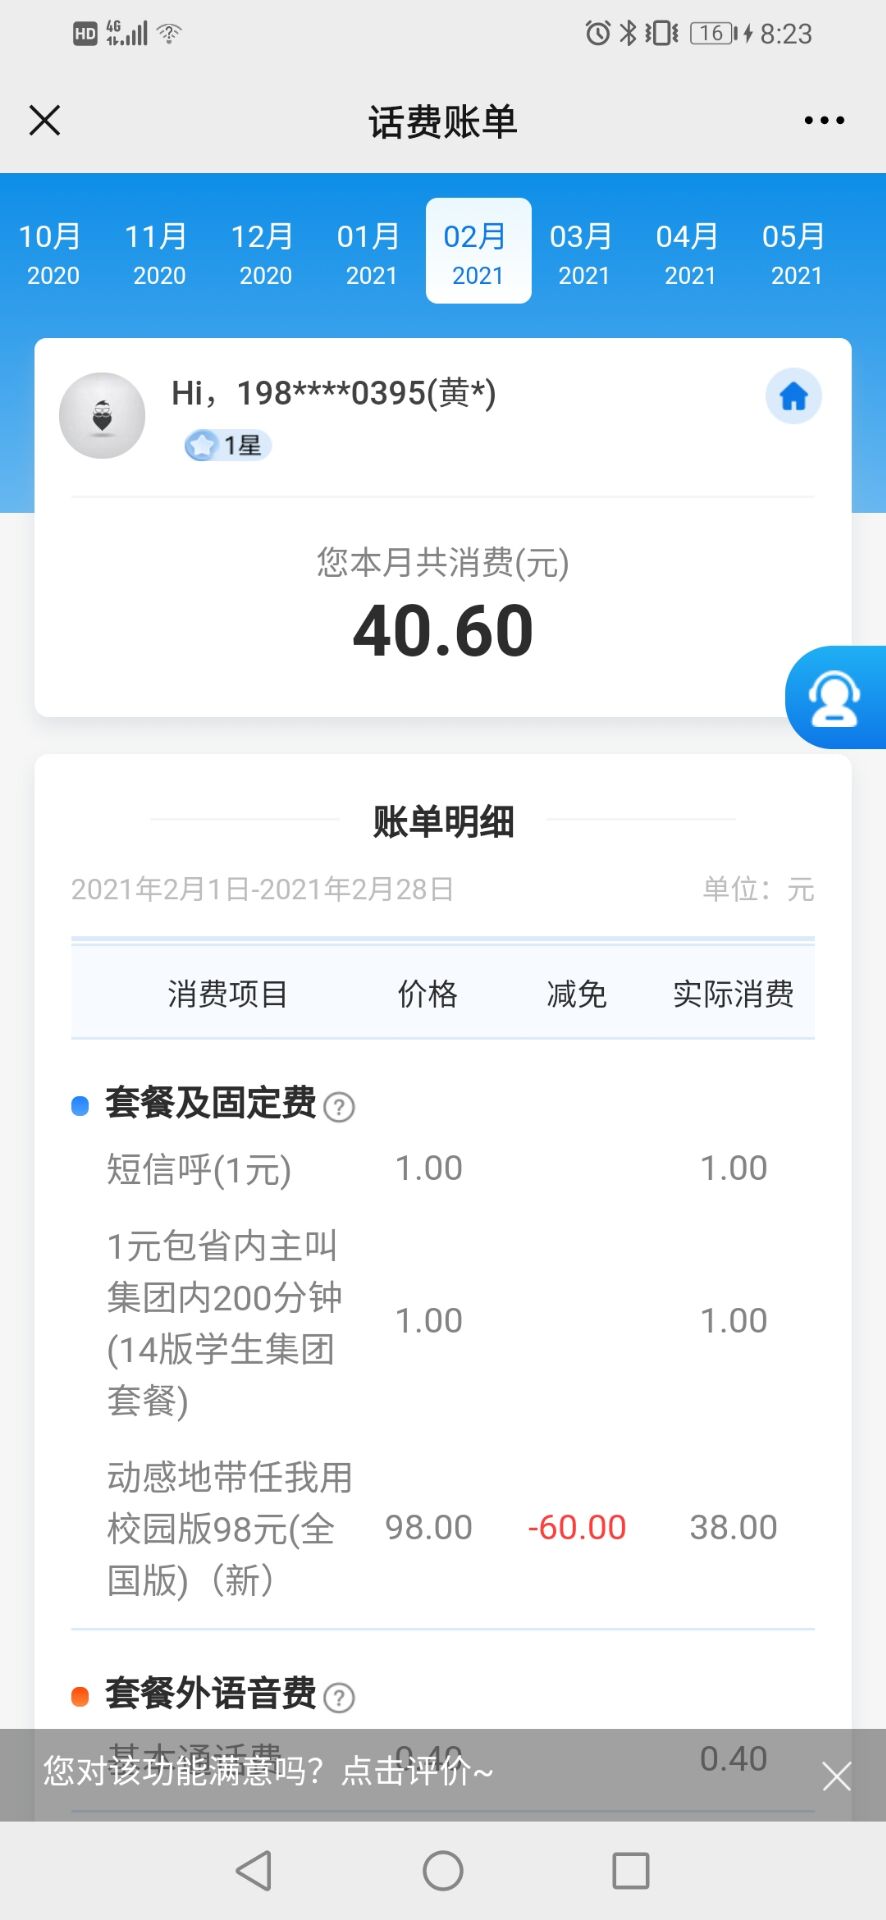 HD 4G 16 8:23
话费账单
10月 11月 12月 01月 02月 03月 04月 05月
2020 2020 2020 2021 2021 2021 2021 2021
Hi，198****0395(黄*)
1星
您本月共消费(元)
40.60
账单明细
2021年2月1日-2021年2月28日 单位：元
消费项目 价格 减免 实际消费
套餐及固定费 ?
短信呼(1元) 1.00 1.00
1元包省内主叫
集团内200分钟
(14版学生集团
套餐)
1.00 1.00
动感地带任我用
校园版98元(全
国版)（新）
98.00 -60.00 38.00
套餐外语音费 ?
基本通话费 0.40 0.40
您对该功能满意吗？点击评价~